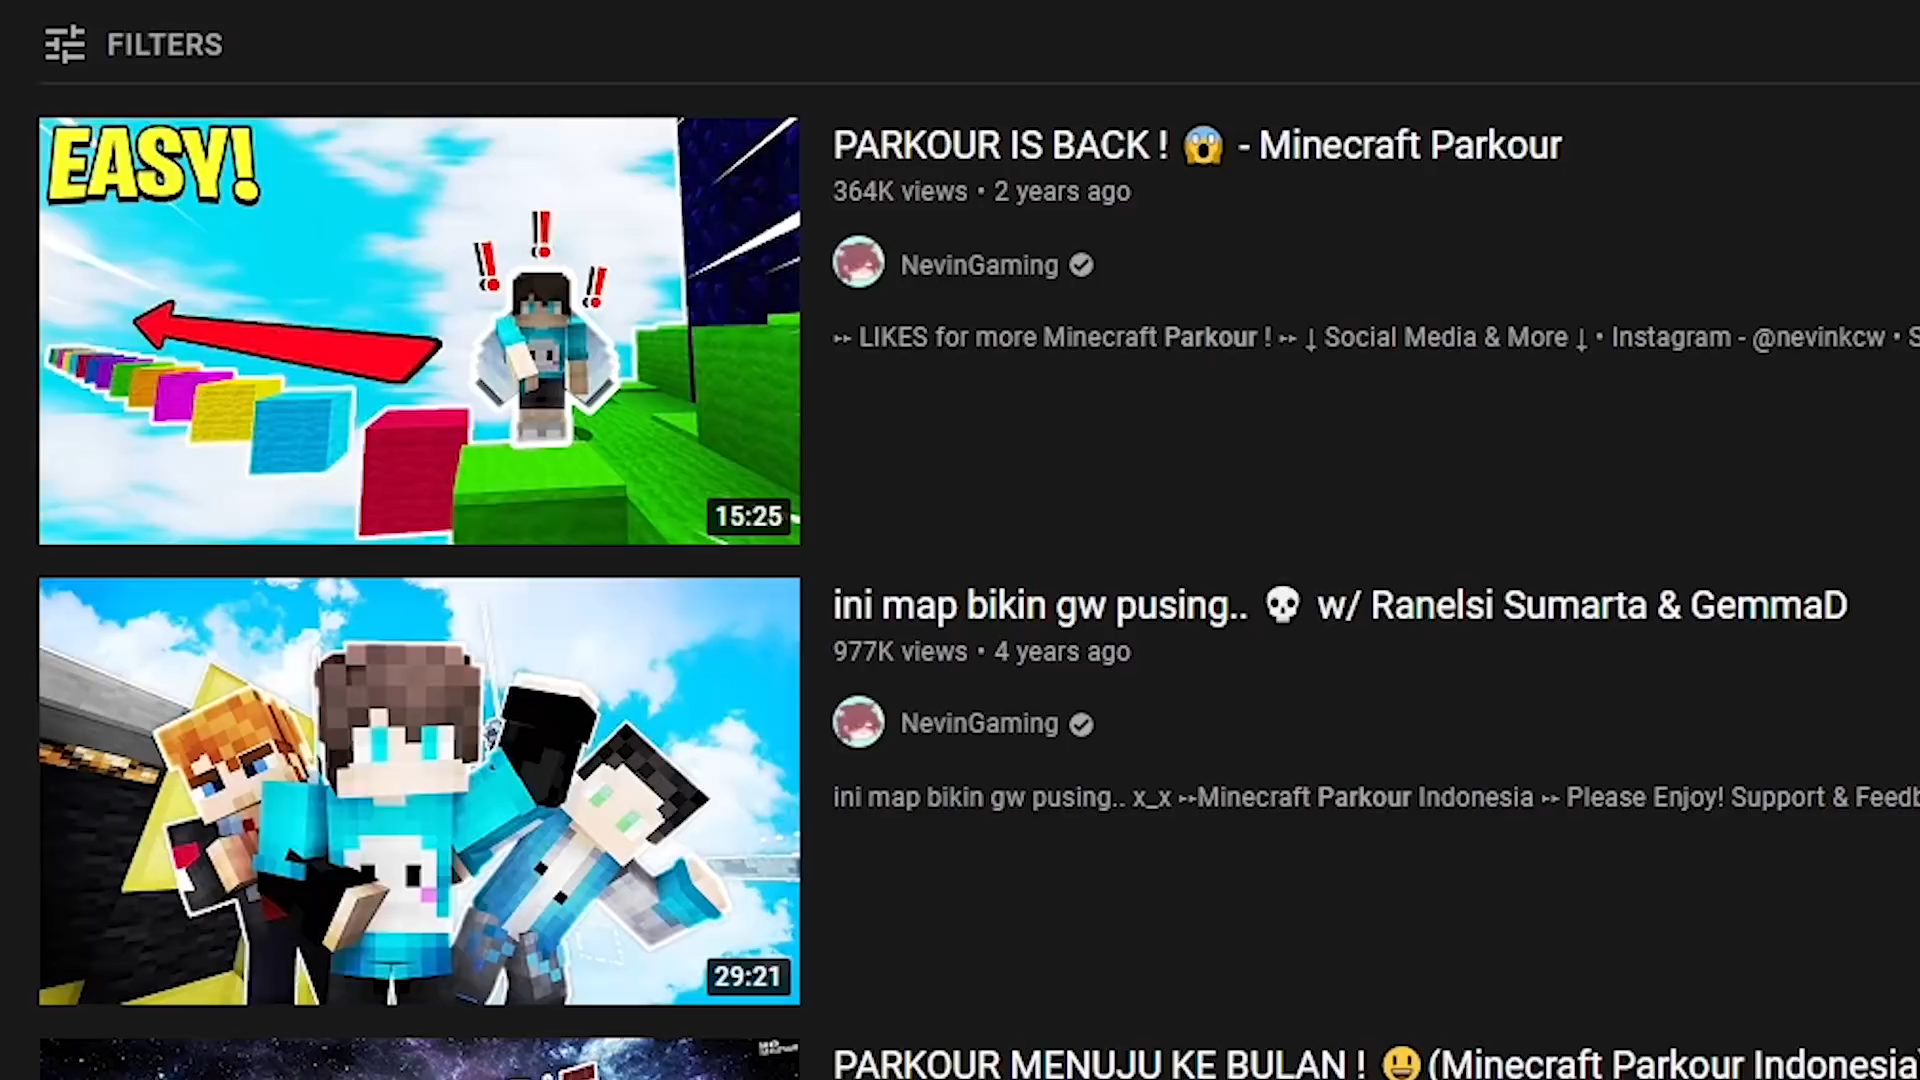 FILTERS
EASY!
!! !! !!
15:25
PARKOUR IS BACK ! 😱 - Minecraft Parkour
364K views • 2 years ago
NevinGaming
➳ LIKES for more Minecraft Parkour ! ➳ ↓ Social Media & More ↓ • Instagram - @nevinkcw • S
29:21
ini map bikin gw pusing.. 💀 w/ Ranelsi Sumarta & GemmaD
977K views • 4 years ago
NevinGaming
ini map bikin gw pusing.. x_x ➳Minecraft Parkour Indonesia ➳ Please Enjoy! Support & Feedb
PARKOUR MENUJU KE BULAN ! 😃 (Minecraft Parkour Indonesia)